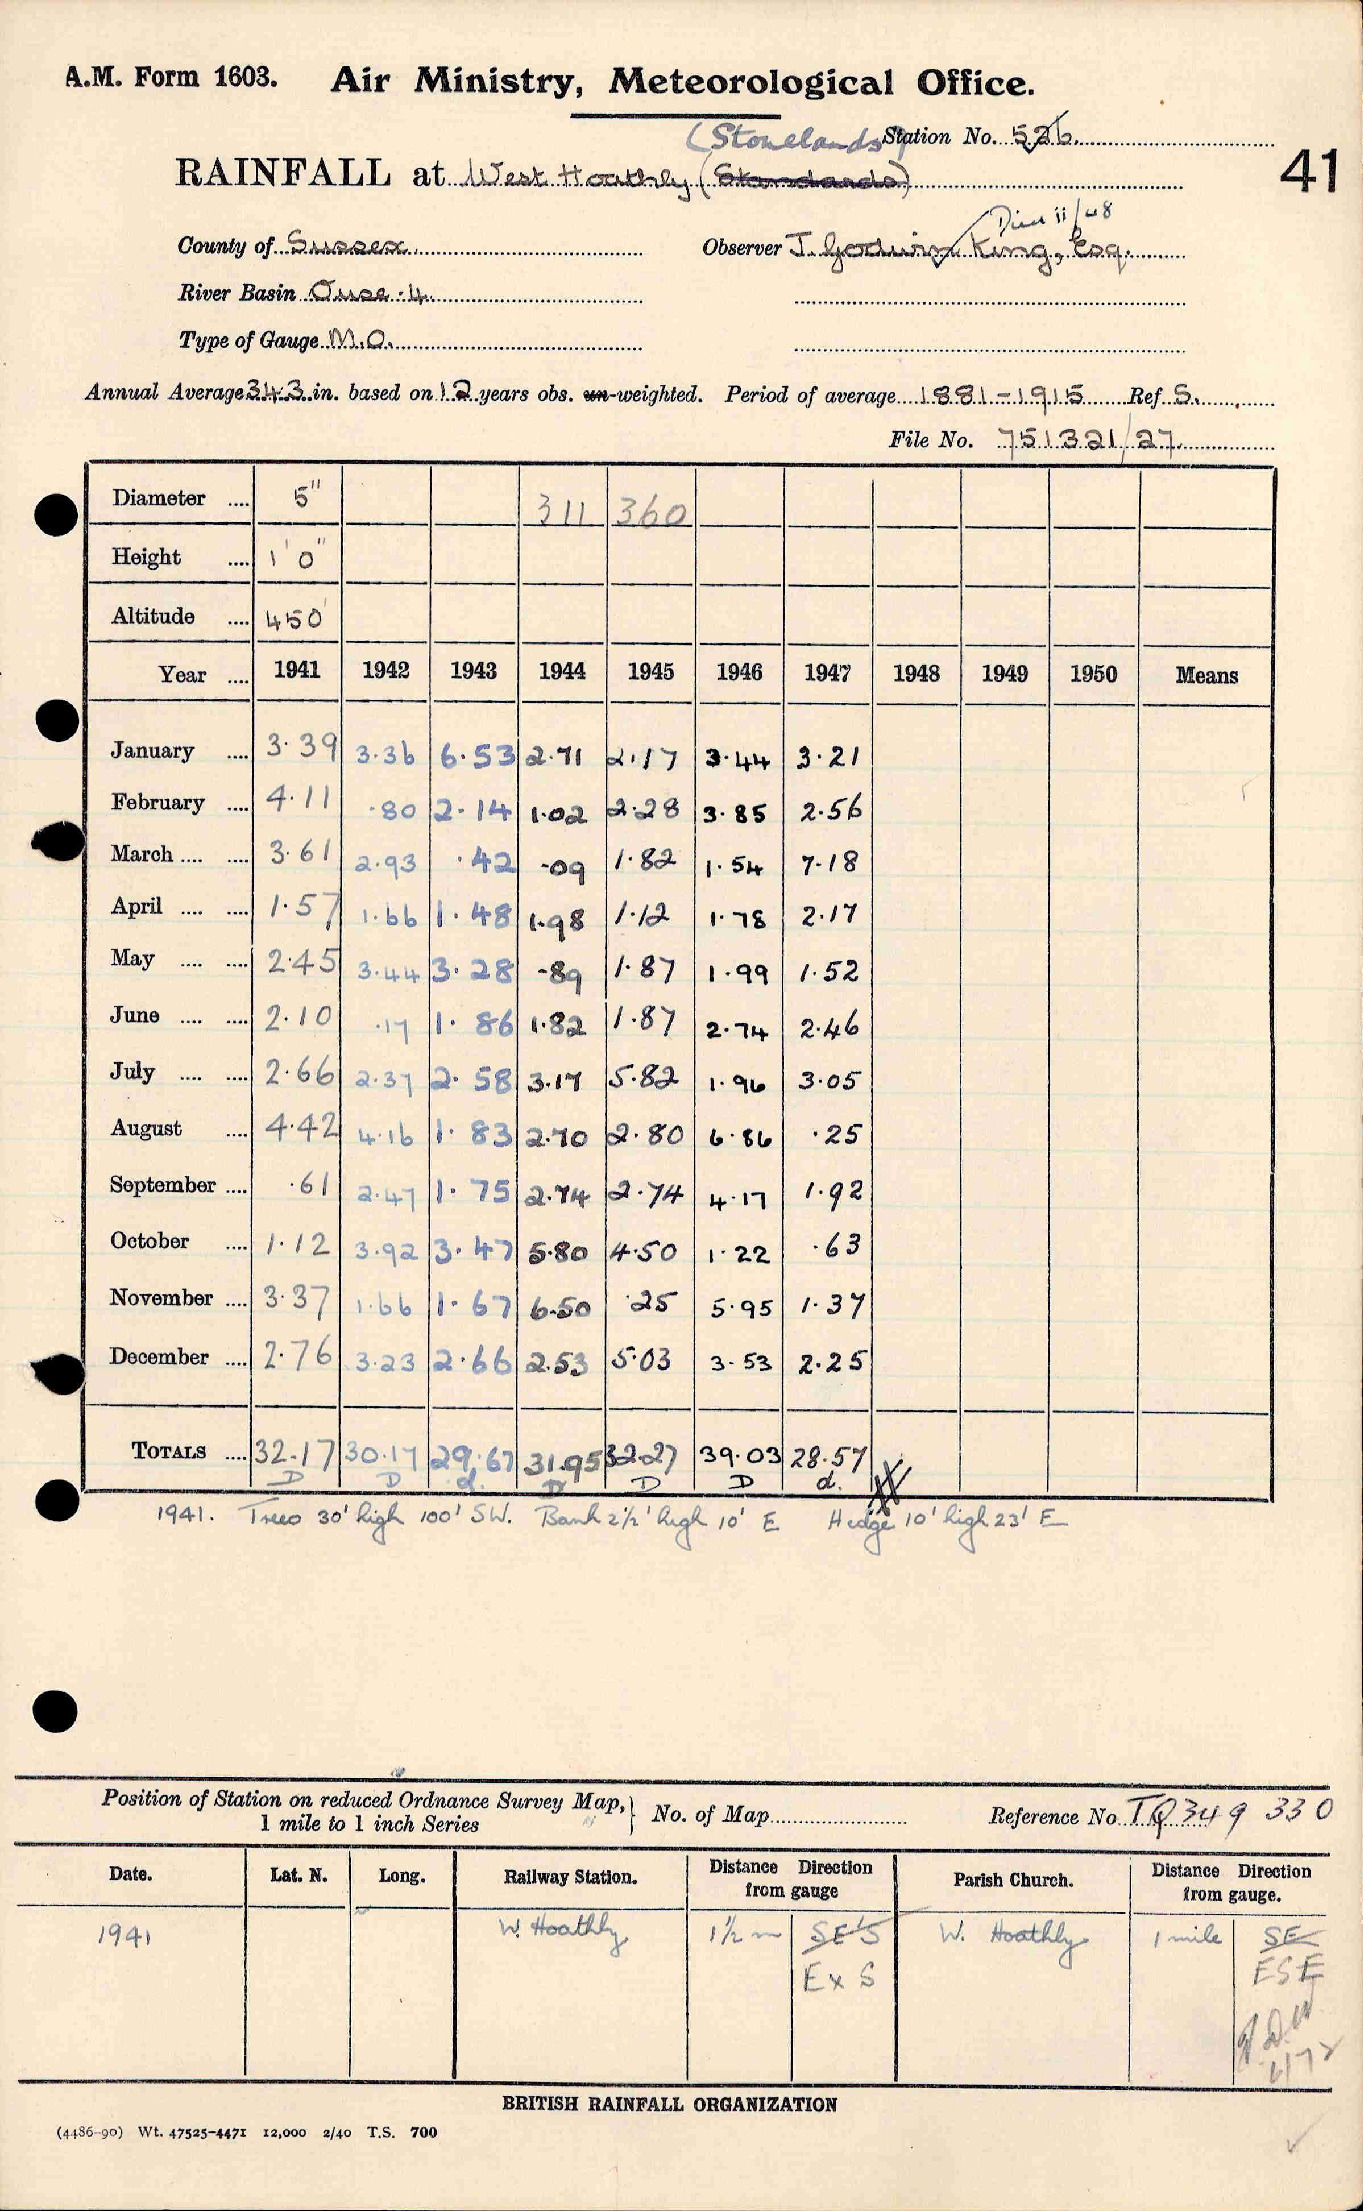 A.M. Form 1603. Air Ministry, Meteorological Office.
(Stonelands) Station No. 526.
RAINFALL at West Hoathly (Standards) 41
Died 11/48
County of Sussex. Observer J. Godwin King, Esq.
River Basin Ouse.4.
Type of Gauge M.O.
Annual Average 34.3 in. based on 12 years obs. un-weighted. Period of average 1881-1915 Ref S.
File No. 751321/27
Diameter .... 5" 311 360
Height .... 1'0"
Altitude .... 450'
Year .... 1941 1942 1943 1944 1945 1946 1947 1948 1949 1950 Means
January .... 3.39 3.36 6.53 2.71 2.17 3.44 3.21
February .... 4.11 .80 2.14 1.02 2.28 3.85 2.56
March .... .... 3.61 2.93 .42 .09 1.82 1.54 7.18
April .... .... 1.57 1.66 1.48 1.98 1.12 1.78 2.17
May .... .... 2.45 3.44 3.28 .89 1.87 1.99 1.52
June .... .... 2.10 .17 1.86 1.82 1.87 2.74 2.46
July .... .... 2.66 2.37 2.58 3.17 5.82 1.96 3.05
August .... 4.42 4.16 1.83 2.70 2.80 6.86 .25
September .... .61 2.47 1.75 2.74 2.74 4.17 1.92
October .... 1.12 3.92 3.47 5.80 4.50 1.22 .63
November .... 3.37 1.66 1.67 6.50 .25 5.95 1.37
December .... 2.76 3.23 2.66 2.53 5.03 3.53 2.25
TOTALS .... 32.17 30.17 29.67 31.95 32.27 39.03 28.57
D D d. D D D d.
1941. Trees 30' high 100' SW. Bank 2½' high 10' E Hedge 10' high 23' E
Position of Station on reduced Ordnance Survey Map, } No. of Map Reference No. TQ 349 330
1 mile to 1 inch Series
Date. Lat. N. Long. Railway Station. Distance Direction from gauge Parish Church. Distance Direction from gauge.
1941 W. Hoathly 1½ m SE'S W. Hoathly 1 mile SE
E x S ESE
6/72
BRITISH RAINFALL ORGANIZATION
(4486-90) Wt. 47525-4471 12,000 2/40 T.S. 700